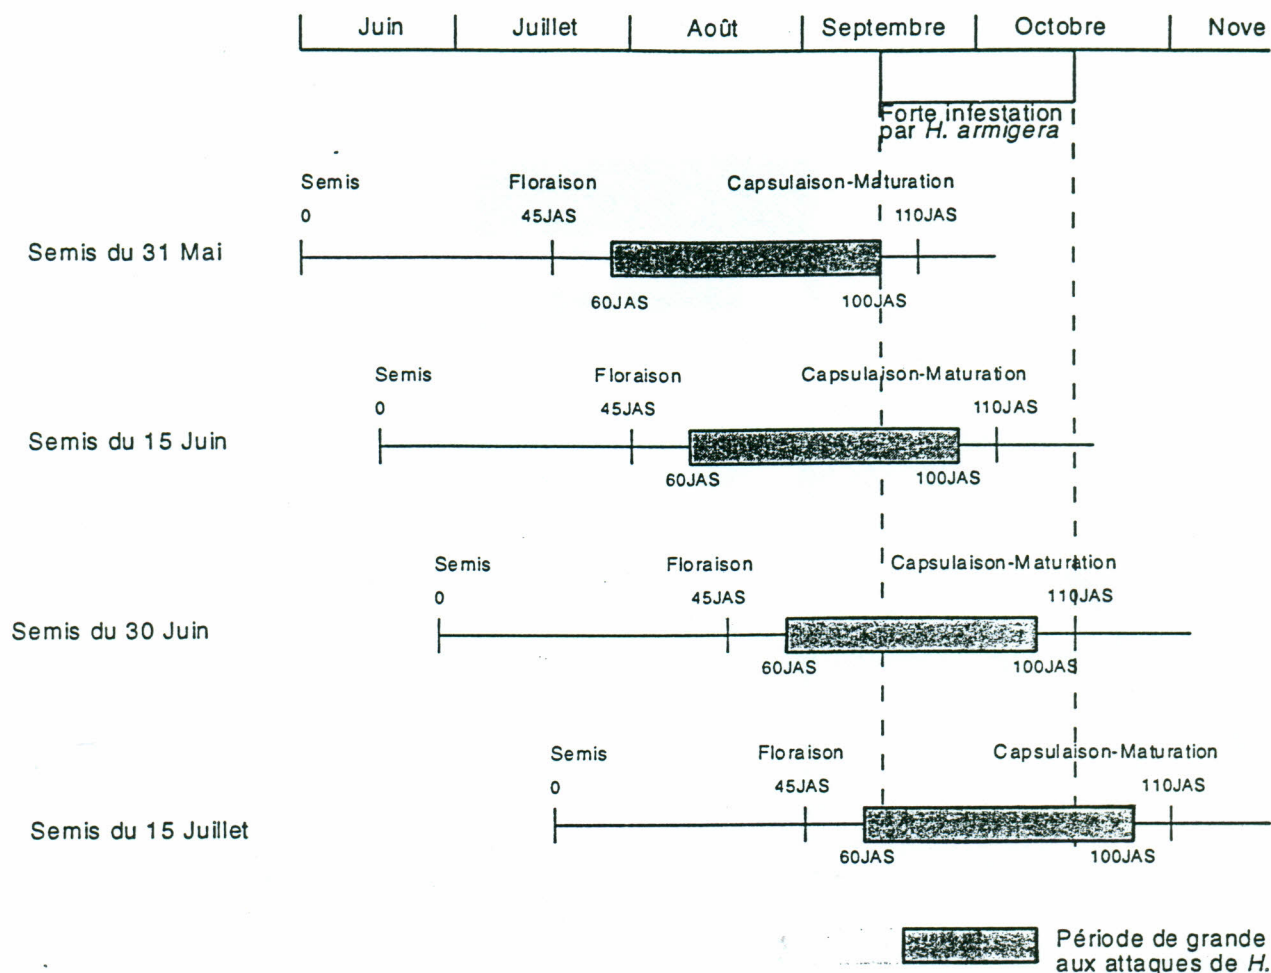 Juin Juillet Août Septembre Octobre Nove
Forte infestation
par H. armigera
Semis Floraison Capsulaison-Maturation
0 45JAS 110JAS
Semis du 31 Mai
60JAS 100JAS
Semis Floraison Capsulaison-Maturation
0 45JAS 110JAS
Semis du 15 Juin
60JAS 100JAS
Semis Floraison Capsulaison-Maturation
0 45JAS 110JAS
Semis du 30 Juin
60JAS 100JAS
Semis Floraison Capsulaison-Maturation
0 45JAS 110JAS
Semis du 15 Juillet
60JAS 100JAS
Période de grande
aux attaques de H.